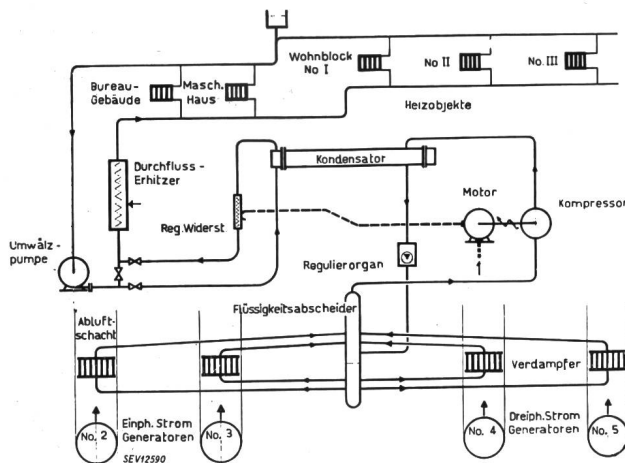 Wohnblock
No I
No II
No. III
Bureau-
Gebäude
Masch.
Haus
Heizobjekte
Durchfluss-
Erhitzer
Kondensator
Motor
Kompressor
Reg. Widerst.
Umwälz-
pumpe
Regulierorgan
Flüssigkeitsabscheider
Abluft-
schacht
Verdampfer
No. 2
Einph. Strom
Generatoren
No. 3
No. 4
Dreiph. Strom
Generatoren
No. 5
SEV12590